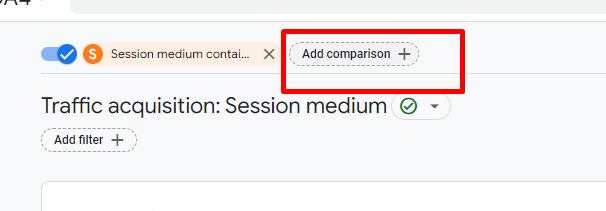 S Session medium contai... Add comparison
Traffic acquisition: Session medium
Add filter